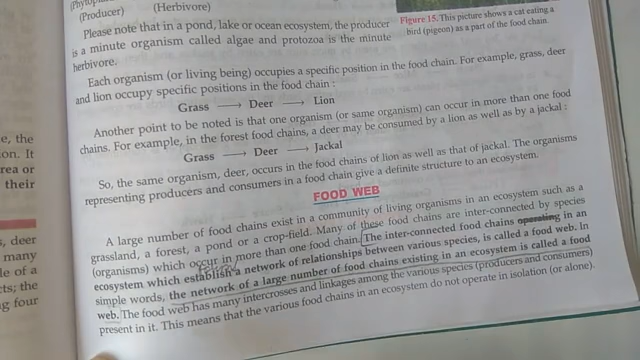 (Producer) (Herbivore)
Figure 15. This picture shows a cat eating a
bird (pigeon) as a part of the food chain.
Please note that in a pond, lake or ocean ecosystem, the producer
is a minute organism called algae and protozoa is the minute
herbivore.
Each organism (or living being) occupies a specific position in the food chain. For example, grass, deer
and lion occupy specific positions in the food chain :
Grass → Deer → Lion
Another point to be noted is that one organism (or same organism) can occur in more than one food
chains. For example, in the forest food chains, a deer may be consumed by a lion as well as by a jackal :
Grass → Deer → Jackal
So, the same organism, deer, occurs in the food chains of lion as well as that of jackal. The organisms
representing producers and consumers in a food chain give a definite structure to an ecosystem.
FOOD WEB
A large number of food chains exist in a community of living organisms in an ecosystem such as a
grassland, a forest, a pond or a crop-field. Many of these food chains are inter-connected by species
(organisms) which occur in more than one food chain. The inter-connected food chains operating in an
ecosystem which establish a network of relationships between various species, is called a food web. In
simple words, the network of a large number of food chains existing in an ecosystem is called a food
web. The food web has many intercrosses and linkages among the various species (producers and consumers)
present in it. This means that the various food chains in an ecosystem do not operate in isolation (or alone).
e, the
on. It
rea or
their
s, deer
many
le of a
cts; the
ng four